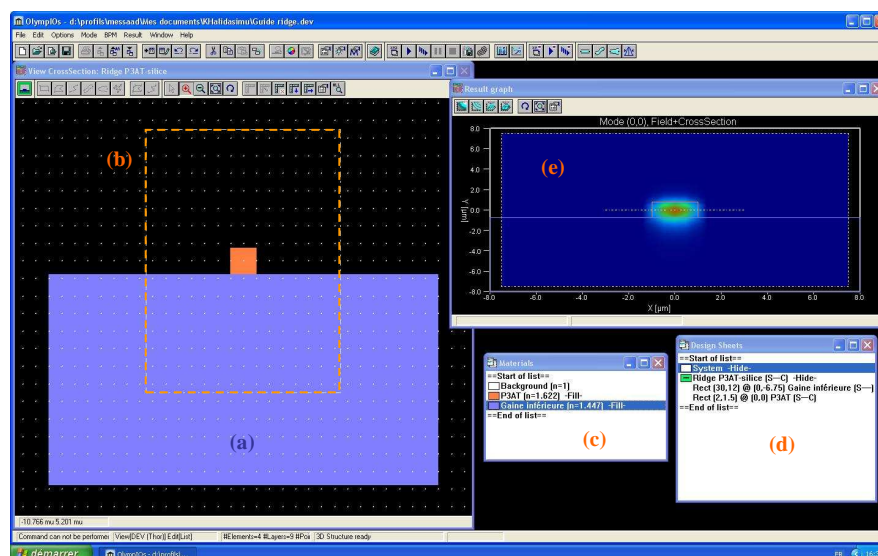 OlympIOs - d:\profils\messaad\Mes documents\KHalidasimu\Guide ridge.dev
File Edit Options Mode BPM Result Window Help
View CrossSection: Ridge P3AT-silice
(b)
(a)
-10.766 mu 5.201 mu
Result graph
Mode (0,0), Field+CrossSection
(e)
8.0
6.0
4.0
2.0
0.0
-2.0
-4.0
-6.0
-8.0
Y [µm]
-8.0 -6.0 -4.0 -2.0 0.0 2.0 4.0 6.0 8.0
X [µm]
Materials
==Start of list==
Background (n=1)
P3AT (n=1.622) -Fill-
Gaine inférieure (n=1.447) -Fill-
==End of list==
(c)
Design Sheets
==Start of list==
System -Hide-
Ridge P3AT-silice (S---C) -Hide-
Rect [30,12] @ (0,-6.75) Gaine inférieure (S---)
Rect [2,1.5] @ (0,0) P3AT (S---C)
==End of list==
(d)
Command can not be performed View[DEV (Thor)] Edit[List] #Elements=4 #Layers=9 #Poi 3D Structure ready
démarrer OlympIOs - d:\profils\
FR